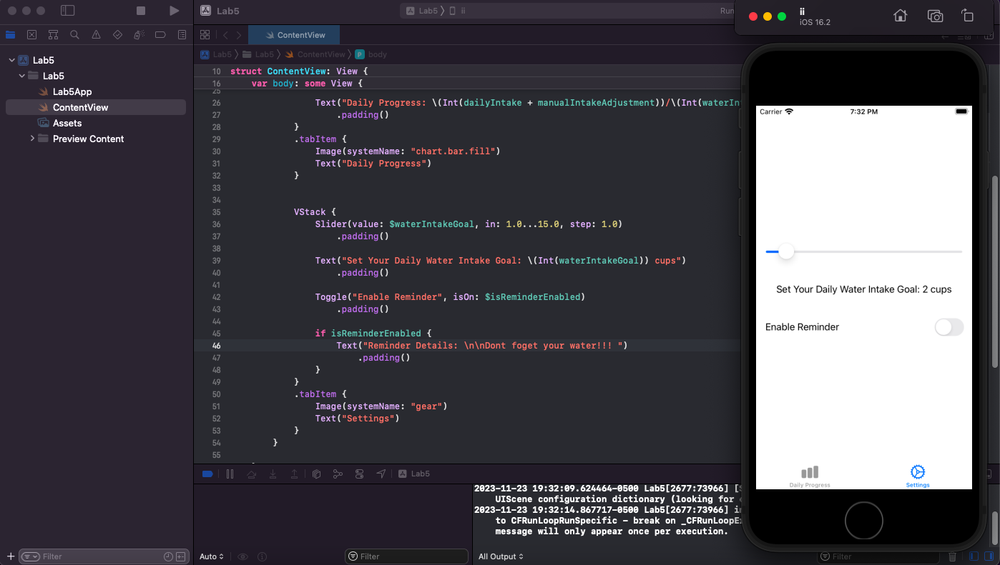 Lab5
Lab5 ii
Run
ii
iOS 16.2
ContentView
Lab5
Lab5
Lab5App
ContentView
Assets
Preview Content
Lab5 Lab5 ContentView P body
10 struct ContentView: View {
16 var body: some View {
25
26 Text("Daily Progress: \(Int(dailyIntake + manualIntakeAdjustment))/\(Int(waterInt
27 .padding()
28 }
29 .tabItem {
30 Image(systemName: "chart.bar.fill")
31 Text("Daily Progress")
32 }
33
34
35 VStack {
36 Slider(value: $waterIntakeGoal, in: 1.0...15.0, step: 1.0)
37 .padding()
38
39 Text("Set Your Daily Water Intake Goal: \(Int(waterIntakeGoal)) cups")
40 .padding()
41
42 Toggle("Enable Reminder", isOn: $isReminderEnabled)
43 .padding()
44
45 if isReminderEnabled {
46 Text("Reminder Details: \n\nDont foget your water!!! ")
47 .padding()
48 }
49 }
50 .tabItem {
51 Image(systemName: "gear")
52 Text("Settings")
53 }
54 }
55
Lab5
2023-11-23 19:32:09.624464-0500 Lab5[2677:73966] [S
UIScene configuration dictionary (looking for
2023-11-23 19:32:14.867717-0500 Lab5[2677:73966] in
to CFRunLoopRunSpecific - break on _CFRunLoopE
message will only appear once per execution.
Filter
Auto
Filter
All Output
Filter
Carrier 7:32 PM
Set Your Daily Water Intake Goal: 2 cups
Enable Reminder
Daily Progress
Settings